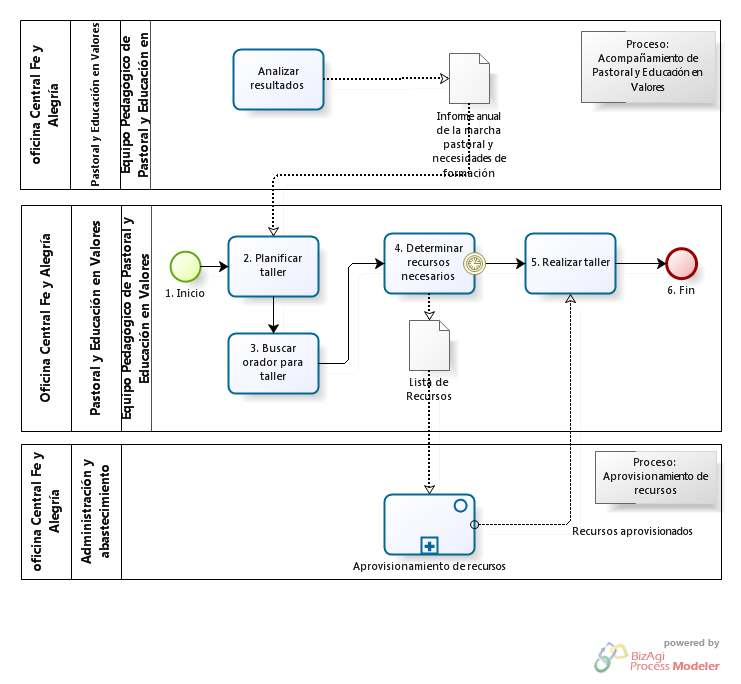 oficina Central Fe y
Alegría
Pastoral y Educación en Valores
Equipo Pedagógico de
Pastoral y Educación en
Analizar
resultados
Informe anual
de la marcha
pastoral y
necesidades de
formación
Proceso:
Acompañamiento de
Pastoral y Educación en
Valores
Oficina Central Fe y Alegría
Pastoral y Educación en Valores
Equipo Pedagógico de Pastoral y
Educación en Valores
1. Inicio
2. Planificar
taller
3. Buscar
orador para
taller
4. Determinar
recursos
necesarios
5. Realizar taller
6. Fin
Lista de
Recursos
oficina Central Fe y
Alegría
Administración y
abastecimiento
Proceso:
Aprovisionamiento de
recursos
Recursos aprovisionados
Aprovisionamiento de recursos
powered by
BizAgi
Process Modeler